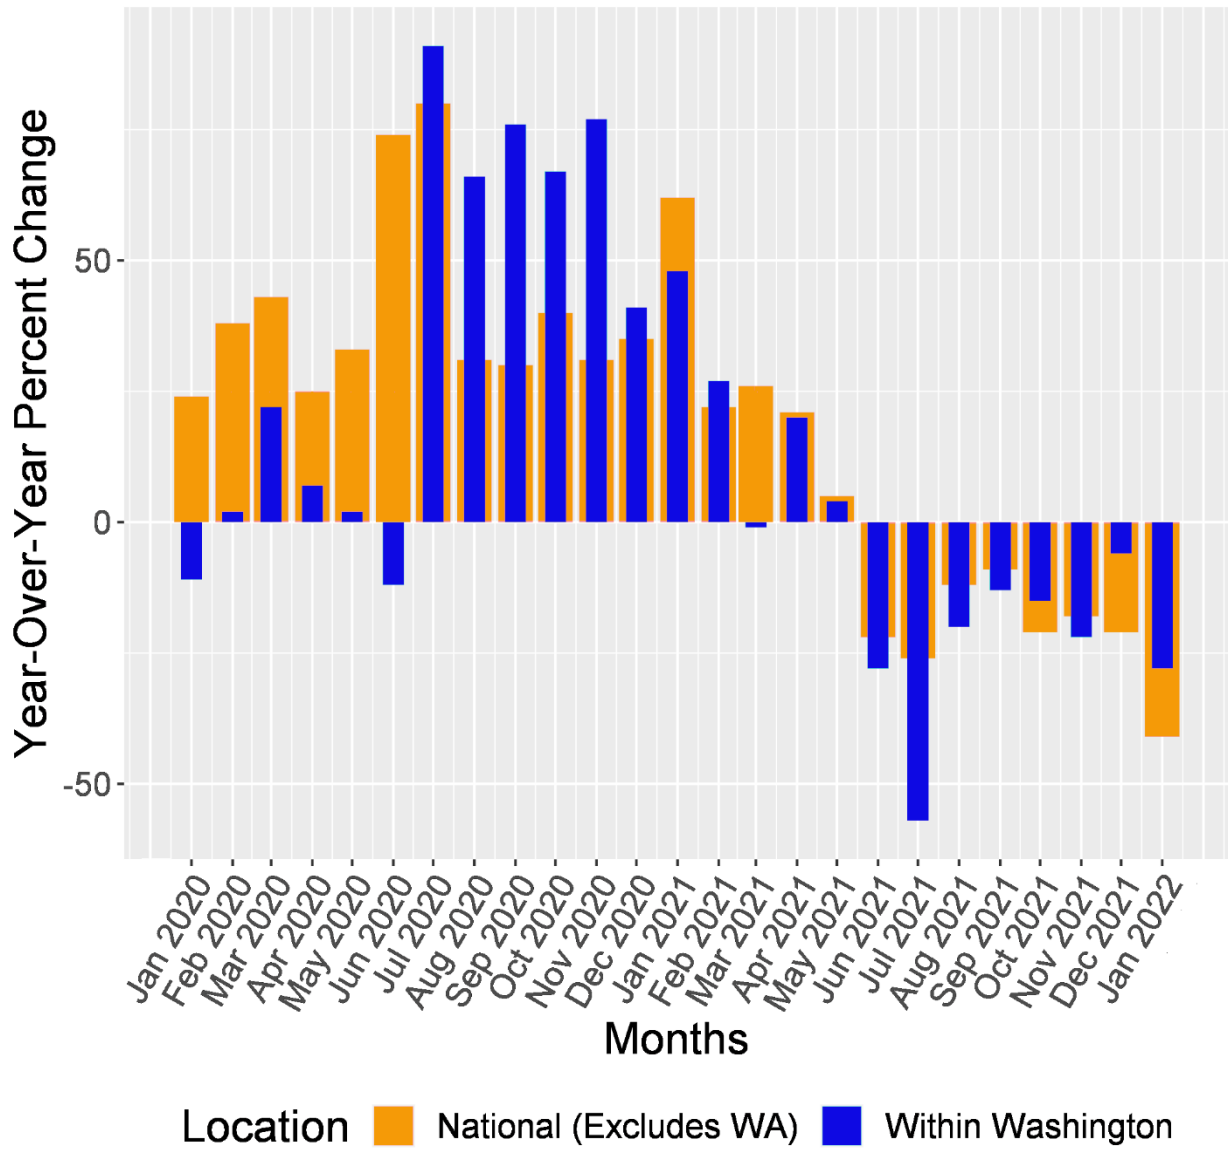 Year-Over-Year Percent Change
50
0
-50
Jan 2020
Feb 2020
Mar 2020
Apr 2020
May 2020
Jun 2020
Jul 2020
Aug 2020
Sep 2020
Oct 2020
Nov 2020
Dec 2020
Jan 2021
Feb 2021
Mar 2021
Apr 2021
May 2021
Jun 2021
Jul 2021
Aug 2021
Sep 2021
Oct 2021
Nov 2021
Dec 2021
Jan 2022
Months
Location National (Excludes WA) Within Washington